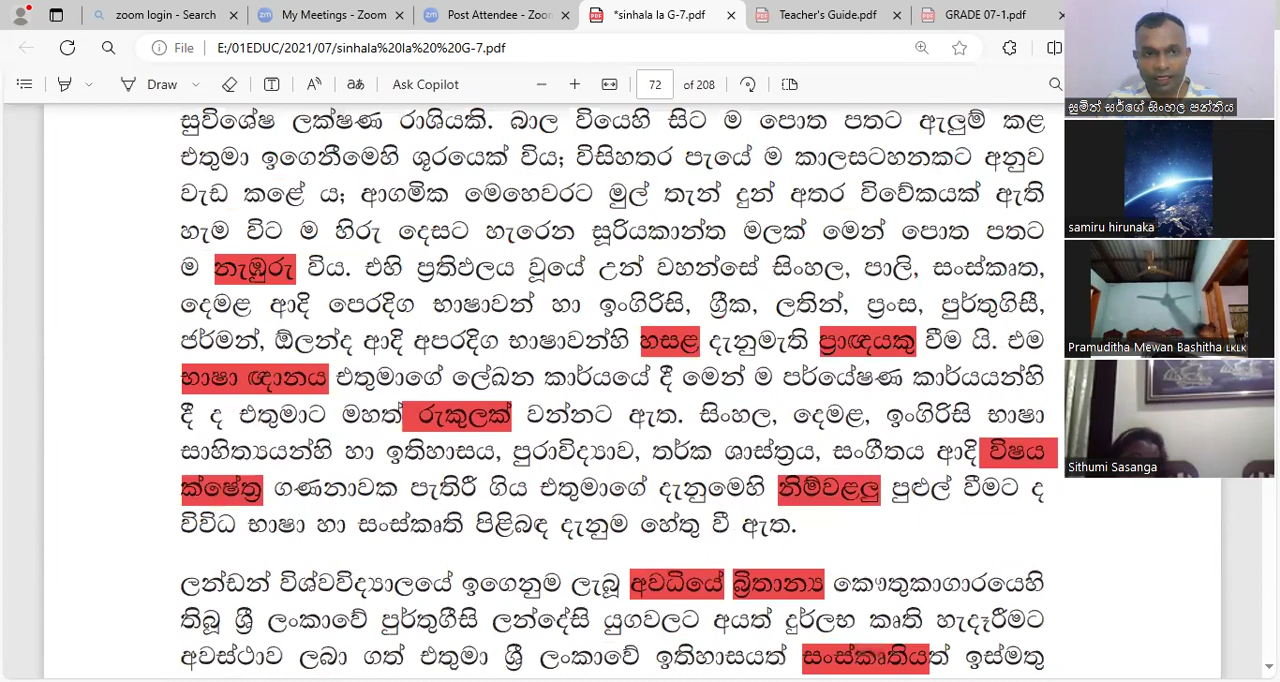 zoom login - Search
My Meetings - Zoom
Post Attendee - Zoo
*sinhala la G-7.pdf
Teacher's Guide.pdf
GRADE 07-1.pdf
File E:/01EDUC/2021/07/sinhala%20la%20%20G-7.pdf
Draw Ask Copilot 72 of 208
සුවිශේෂ ලක්ෂණ රාශියකි. බාල වියෙහි සිට ම පොත පතට ඇලුම් කළ
එතුමා ඉගෙනීමෙහි ශූරයෙක් විය; විසිහතර පැයේ ම කාලසටහනකට අනුව
වැඩ කළේ ය; ආගමික මෙහෙවරට මුල් තැන් දුන් අතර විවේකයක් ඇති
හැම විට ම හිරු දෙසට හැරෙන සූරියකාන්ත මලක් මෙන් පොත පතට
ම නැඹුරු විය. එහි ප්‍රතිඵලය වූයේ උන් වහන්සේ සිංහල, පාලි, සංස්කෘත,
දෙමළ ආදි පෙරදිග භාෂාවන් හා ඉංගිරිසි, ග්‍රීක, ලතින්, ප්‍රංස, පුර්තුගිසී,
ජර්මන්, ඕලන්ද ආදි අපරදිග භාෂාවන්හි හසළ දැනුමැති ප්‍රාඥයකු වීම යි. එම
භාෂා ඥානය එතුමාගේ ලේඛන කාර්යයේ දී මෙන් ම පර්යේෂණ කාර්යයන්හි
දී ද එතුමාට මහත් රුකුලක් වන්නට ඇත. සිංහල, දෙමළ, ඉංගිරිසි භාෂා
සාහිත්‍යයන්හි හා ඉතිහාසය, පුරාවිද්‍යාව, තර්ක ශාස්ත්‍රය, සංගීතය ආදි විෂය
ක්ෂේත්‍ර ගණනාවක පැතිරී ගිය එතුමාගේ දැනුමෙහි නිම්වළලු පුළුල් වීමට ද
විවිධ භාෂා හා සංස්කෘති පිළිබඳ දැනුම හේතු වී ඇත.
ලන්ඩන් විශ්වවිද්‍යාලයේ ඉගෙනුම ලැබූ අවධියේ බ්‍රිතාන්‍ය කෞතුකාගාරයෙහි
තිබූ ශ්‍රී ලංකාවේ පුර්තුගීසි ලන්දේසි යුගවලට අයත් දුර්ලභ කෘති හැදෑරීමට
අවස්ථාව ලබා ගත් එතුමා ශ්‍රී ලංකාවේ ඉතිහාසයත් සංස්කෘතියත් ඉස්මතු
සුමිත් සර්ගේ සිංහල පන්තිය
samiru hirunaka
Pramuditha Mewan Bashitha LKLK
Sithumi Sasanga